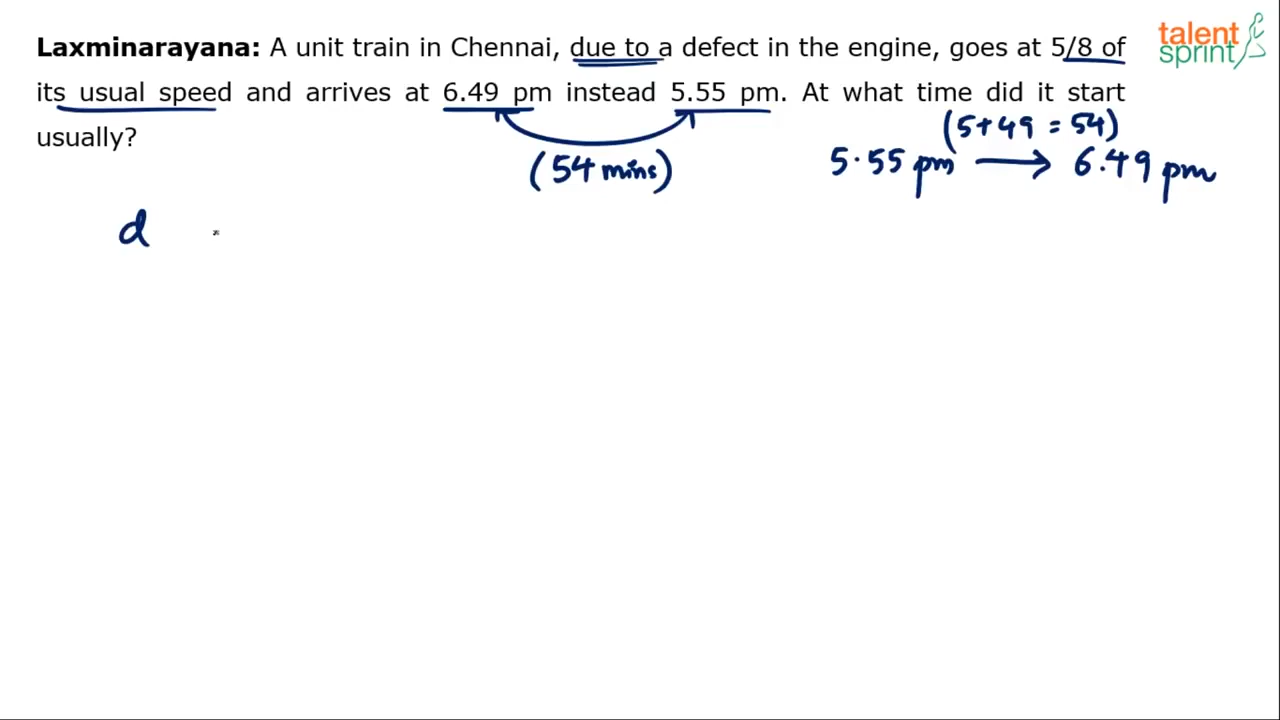 talent
sprint
Laxminarayana: A unit train in Chennai, due to a defect in the engine, goes at 5/8 of
its usual speed and arrives at 6.49 pm instead 5.55 pm. At what time did it start
usually?
(5+49 = 54)
5.55 pm → 6.49 pm
(54 mins)
d